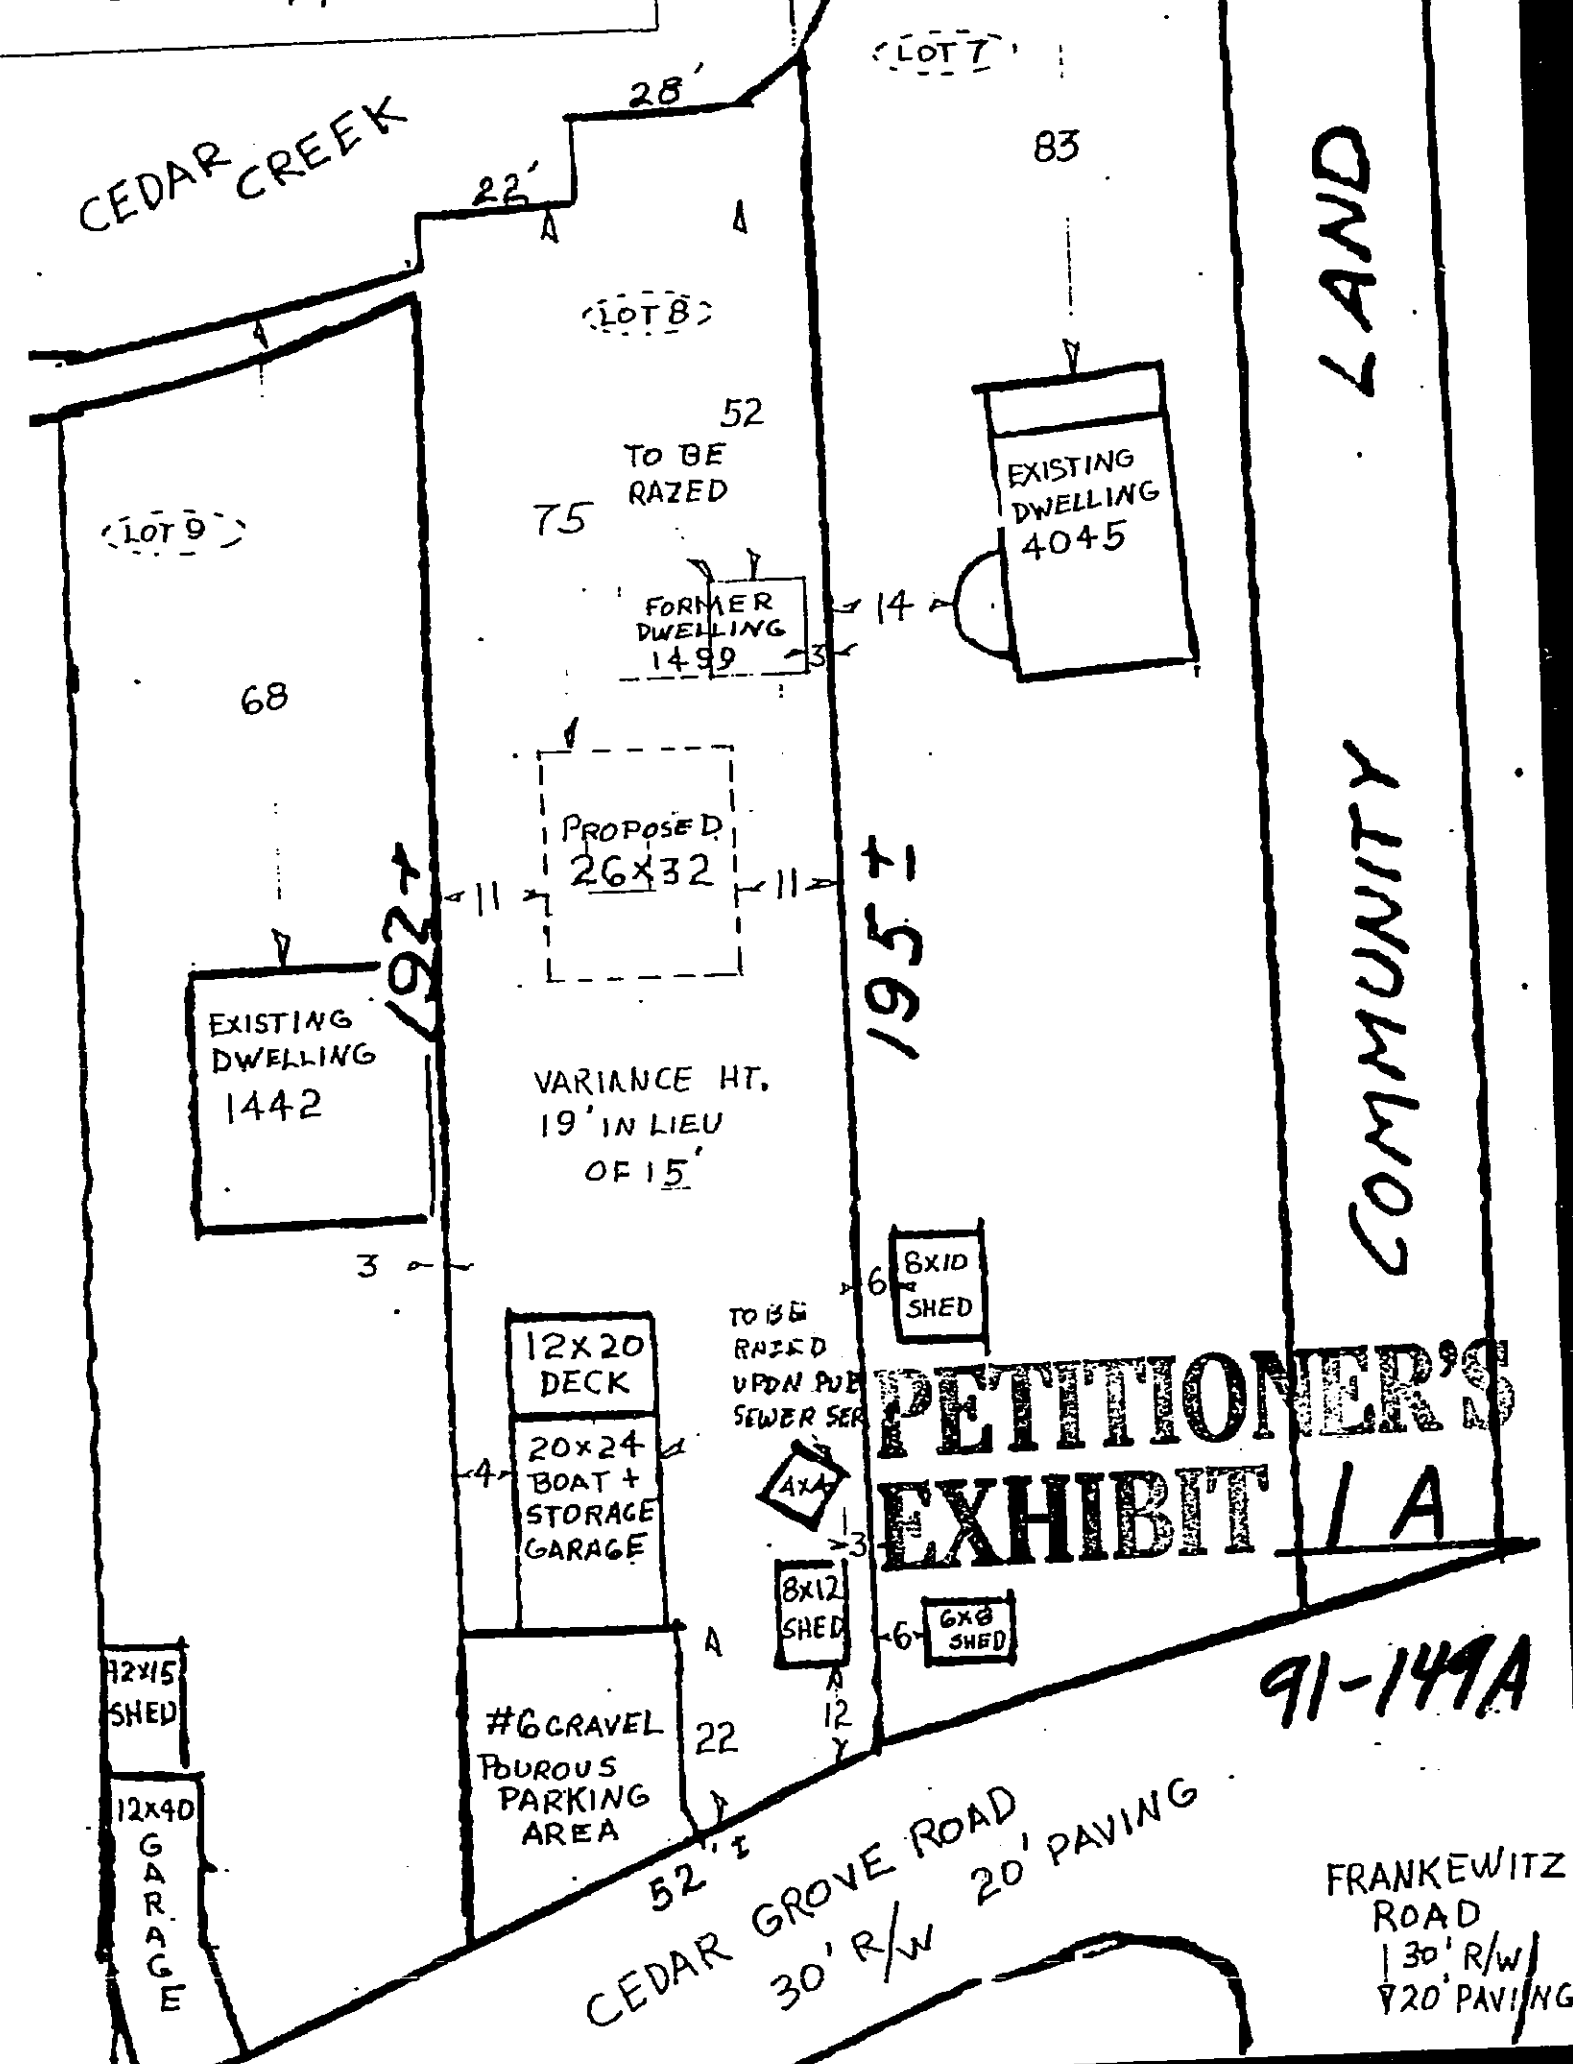 LOT 7
28'
CEDAR CREEK
83
22'
LOT 8
LAND
52
TO BE
RAZED
75
EXISTING
DWELLING
4045
LOT 9
FORMER
DWELLING
1499
3
14
68
PROPOSED
26X32
11
11
192±
195±
COMMUNITY
EXISTING
DWELLING
1442
VARIANCE HT.
19' IN LIEU
OF 15'
3
6
8X10
SHED
12X20
DECK
TO BE
RAZED
UPON PUB
SEWER SER
PETITIONER'S
EXHIBIT 1A
4
20X24
BOAT +
STORAGE
GARAGE
4X4
3
8X12
SHED
6
6X8
SHED
12X15
SHED
91-149A
#6 GRAVEL
POUROUS
PARKING
AREA
22
12
12X40
GARAGE
52'±
CEDAR GROVE ROAD
30' R/W 20' PAVING
FRANKEWITZ
ROAD
30' R/W
20' PAVING